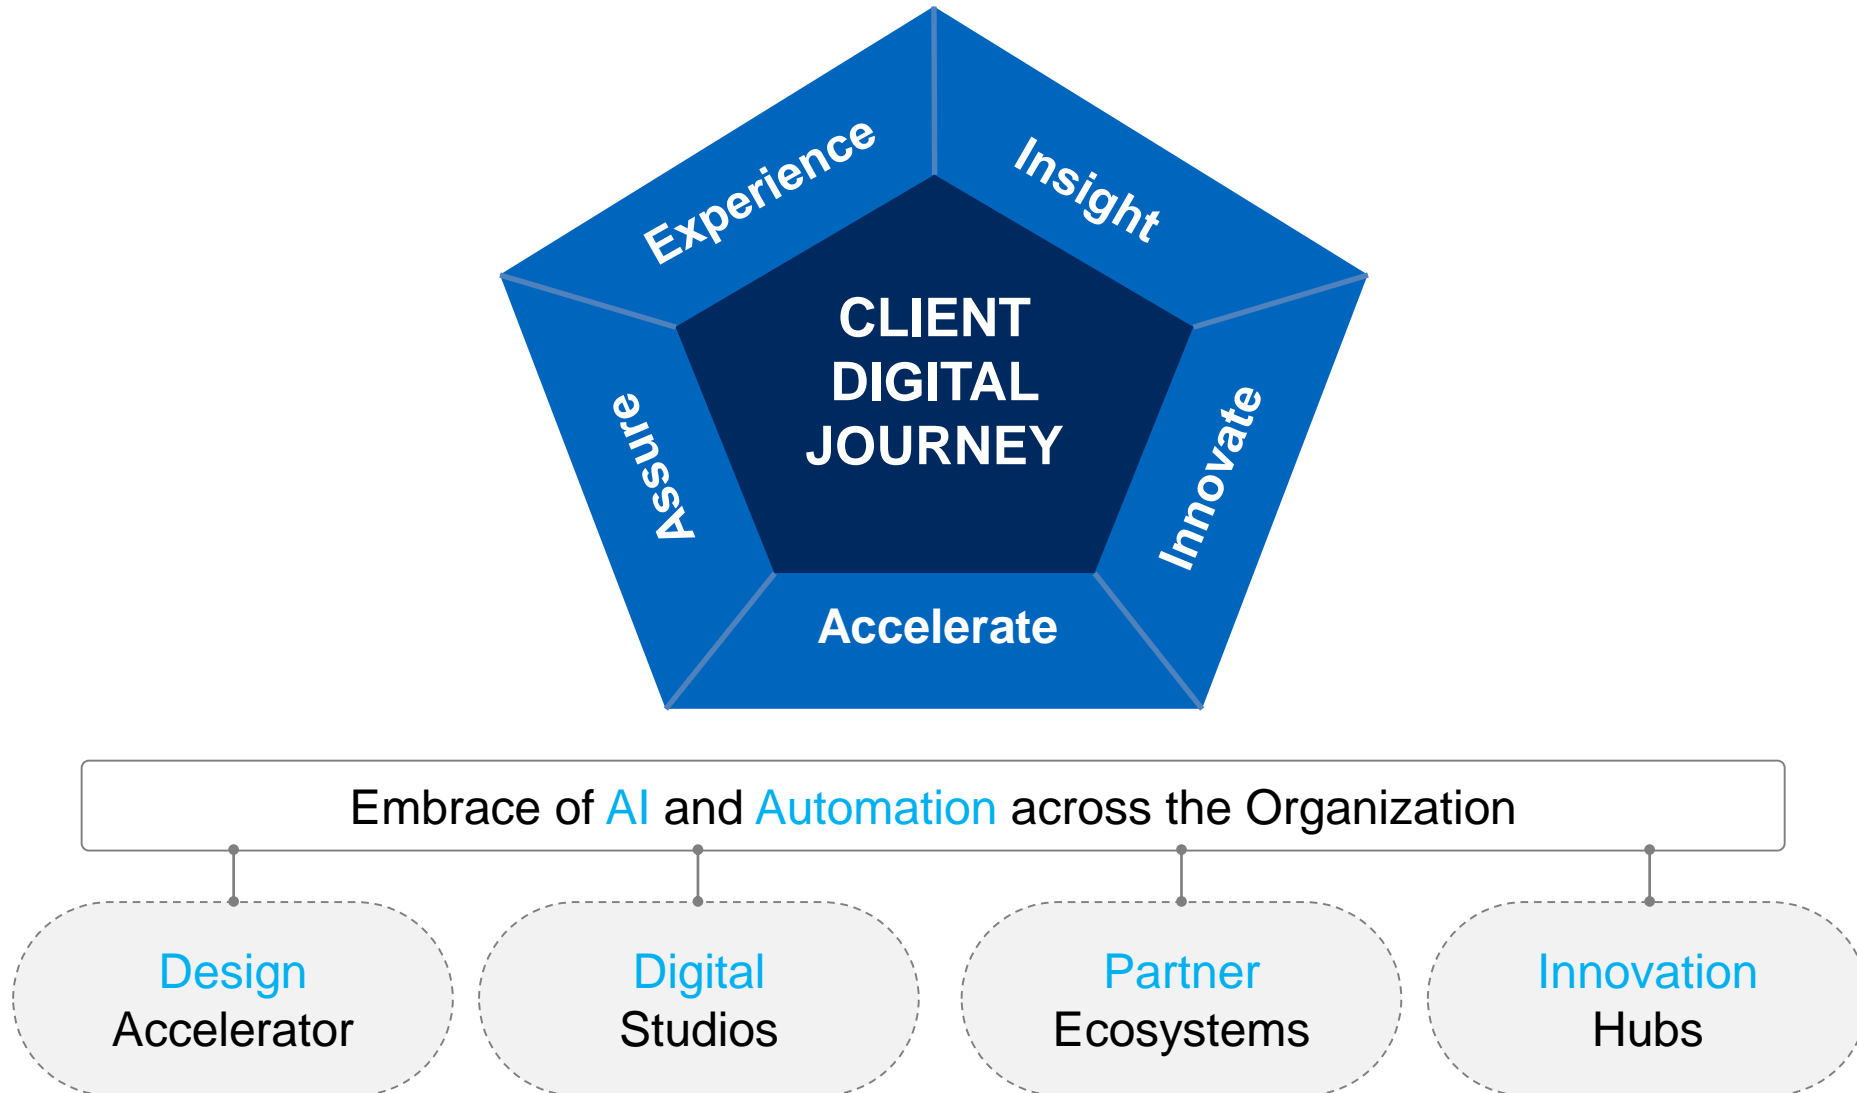 Experience
Insight
CLIENT
DIGITAL
JOURNEY
Assure
Innovate
Accelerate
Embrace of AI and Automation across the Organization
Design
Accelerator
Digital
Studios
Partner
Ecosystems
Innovation
Hubs